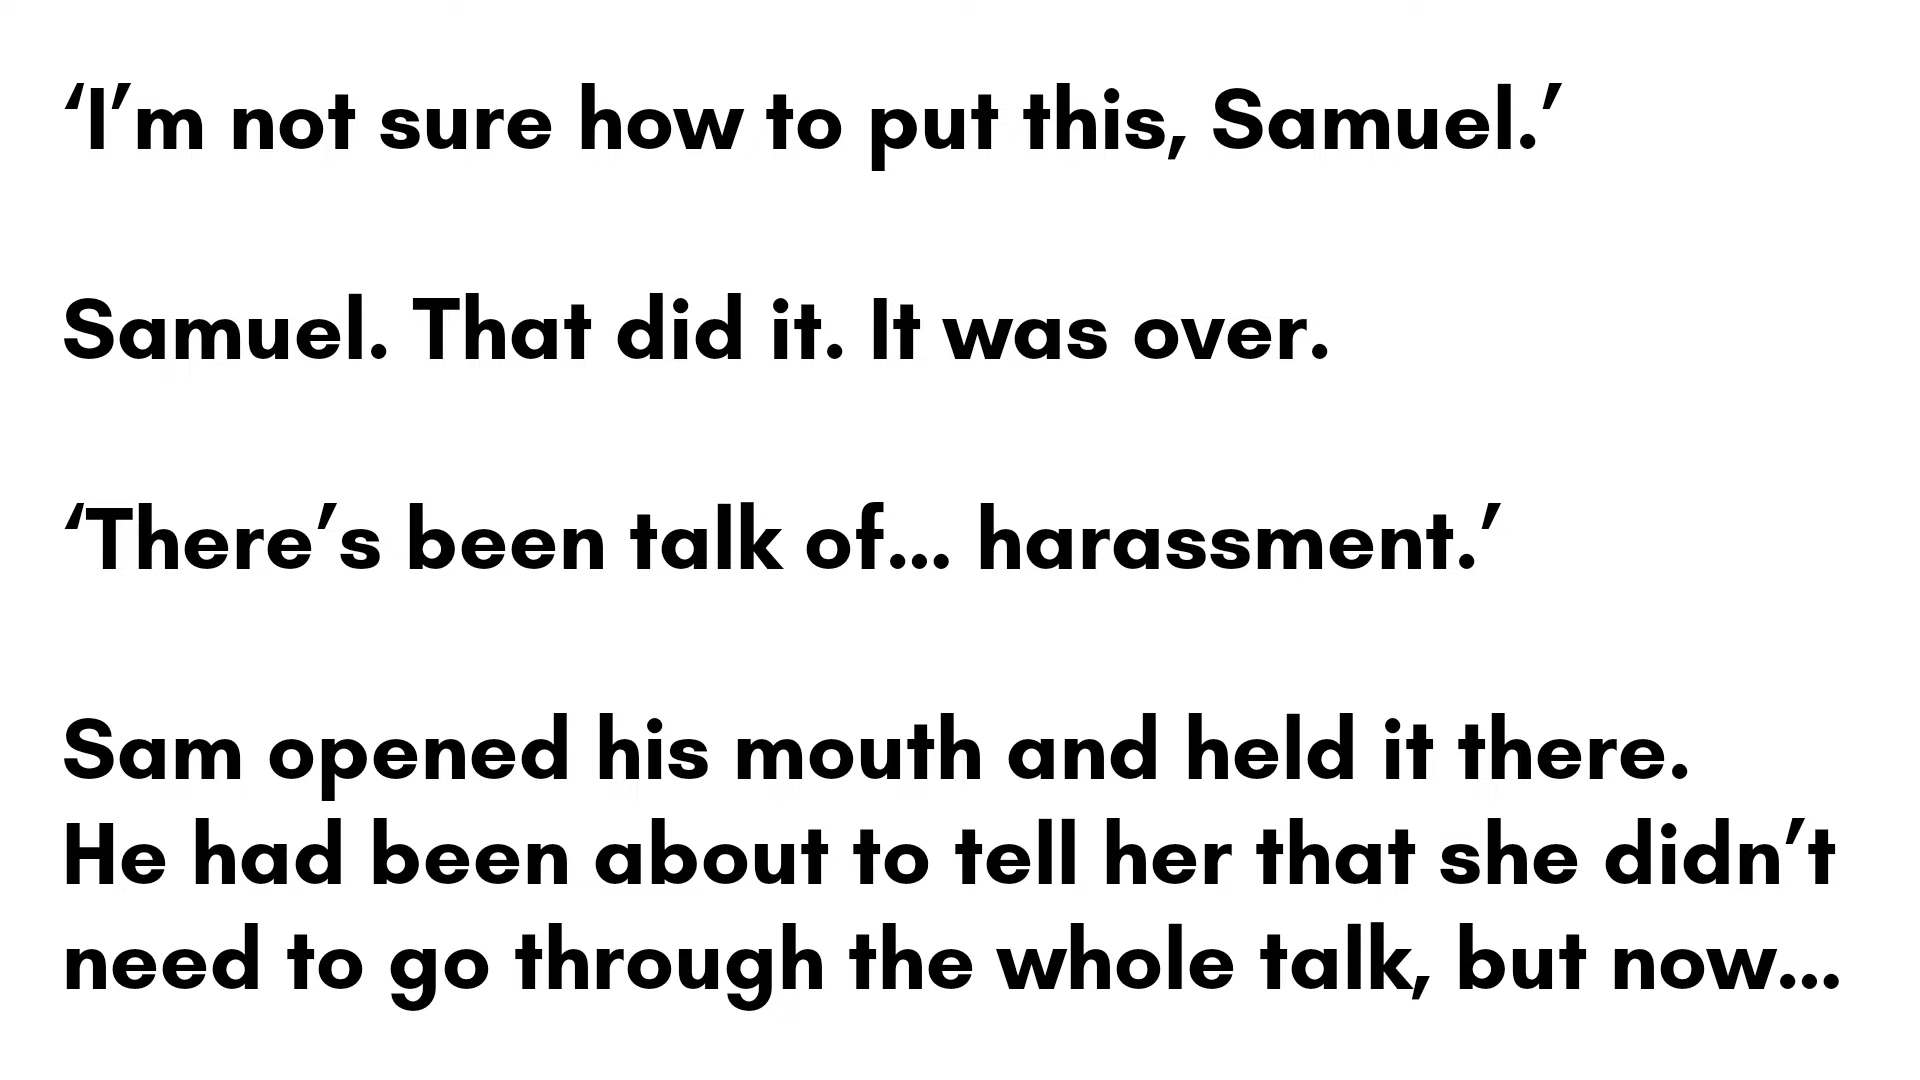 ‘I’m not sure how to put this, Samuel.’
Samuel. That did it. It was over.
‘There’s been talk of... harassment.’
Sam opened his mouth and held it there.
He had been about to tell her that she didn’t
need to go through the whole talk, but now...